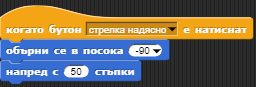 когато бутон стрелка надясно е натиснат
обърни се в посока -90
напред с 50 стъпки